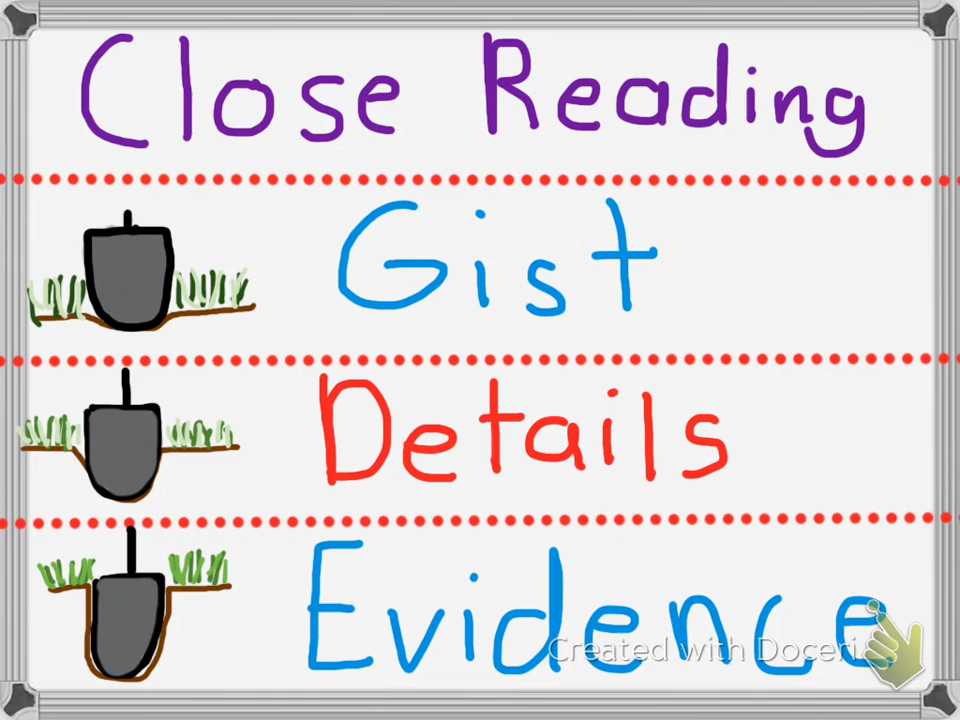 Close Reading
Gist
Details
Evidence
Created with Doceri